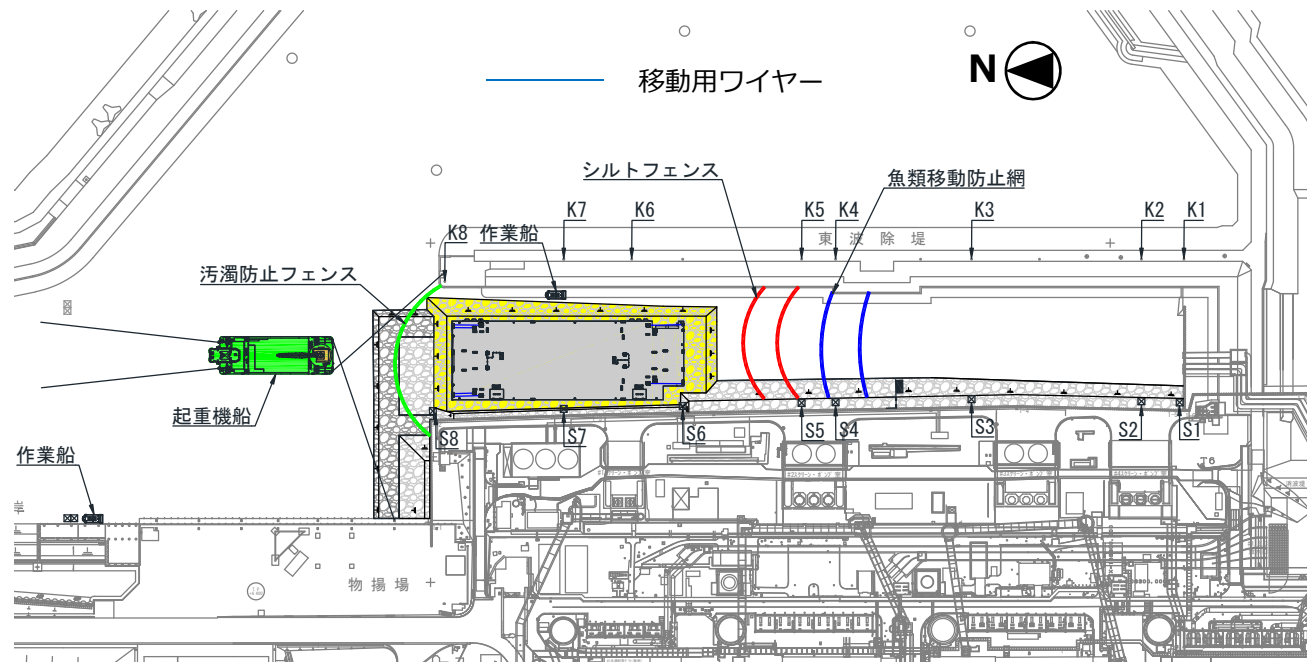 移動用ワイヤー
N
シルトフェンス
魚類移動防止網
K8
作業船
K7
K6
K5
K4
K3
K2
K1
東波除堤
汚濁防止フェンス
起重機船
S8
S7
S6
S5
S4
S3
S2
S1
作業船
物揚場